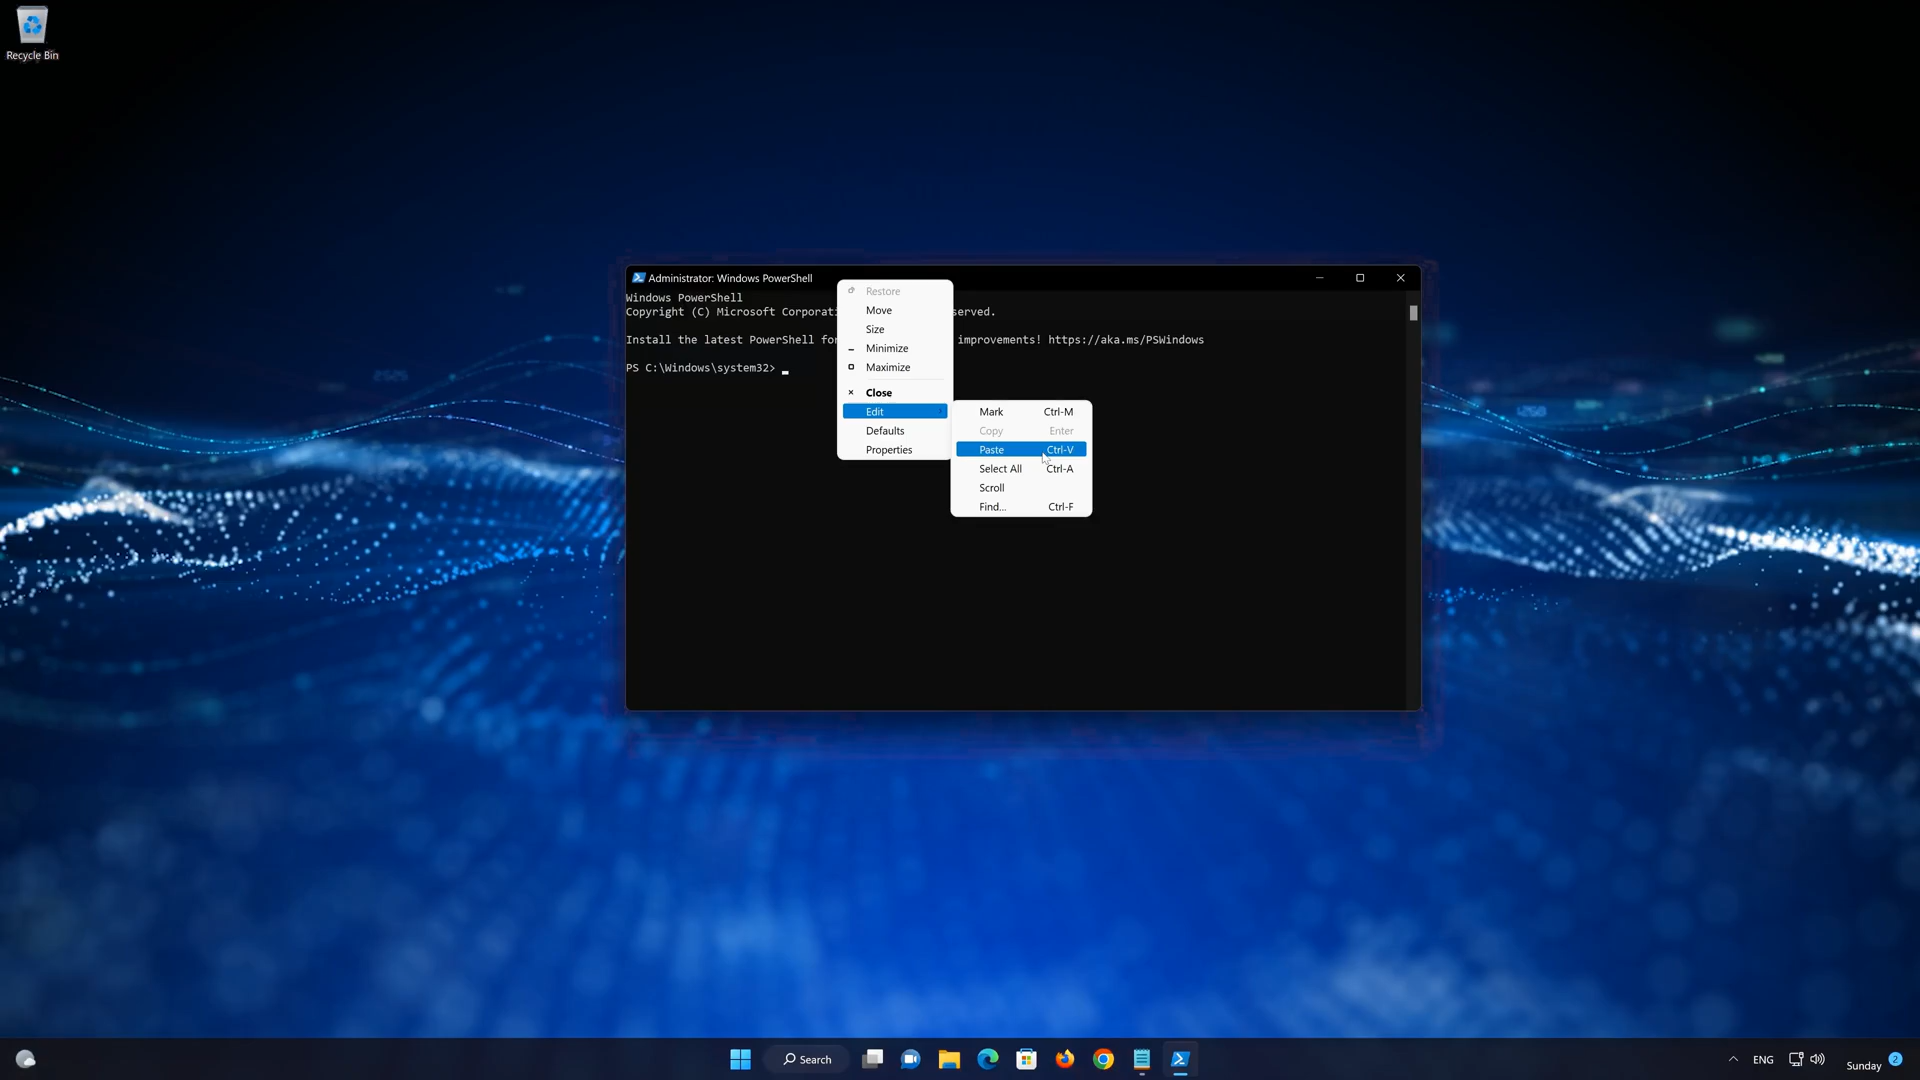 Recycle Bin
Administrator: Windows PowerShell
Windows PowerShell
Copyright (C) Microsoft Corporati served.
Install the latest PowerShell for improvements! https://aka.ms/PSWindows
PS C:\Windows\system32>
Restore
Move
Size
Minimize
Maximize
Close
Edit
Defaults
Properties
Mark Ctrl-M
Copy Enter
Paste Ctrl-V
Select All Ctrl-A
Scroll
Find... Ctrl-F
Search
ENG
Sunday 2